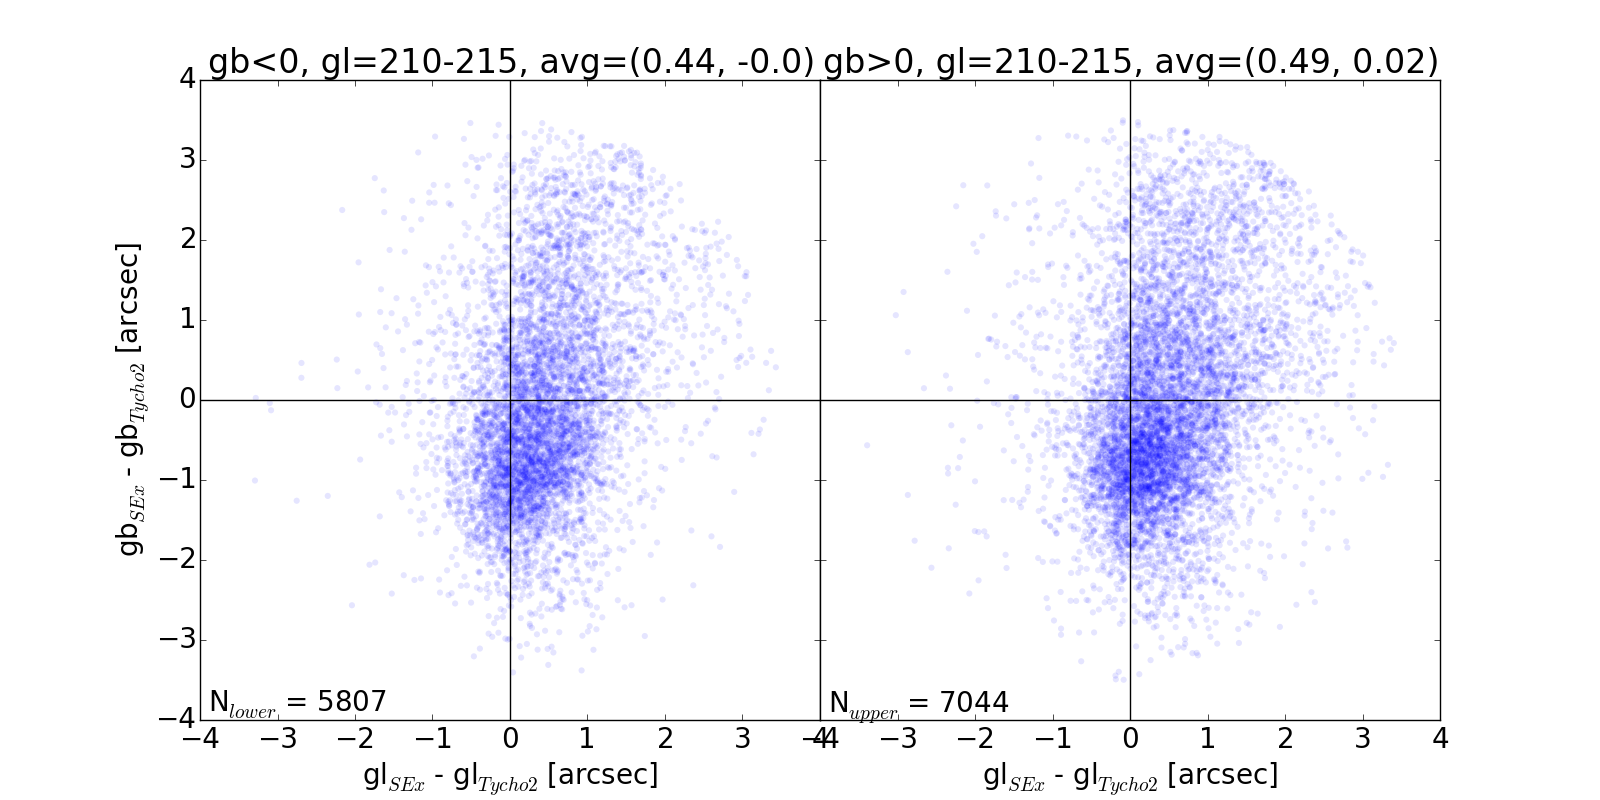 gb<0, gl=210-215, avg=(0.44, -0.0)
gb>0, gl=210-215, avg=(0.49, 0.02)
4
3
2
1
0
−1
−2
−3
−4
gb_SEx - gb_Tycho2 [arcsec]
N_lower = 5807
N_upper = 7044
−4 −3 −2 −1 0 1 2 3 4
−4 −3 −2 −1 0 1 2 3 4
gl_SEx - gl_Tycho2 [arcsec]
gl_SEx - gl_Tycho2 [arcsec]